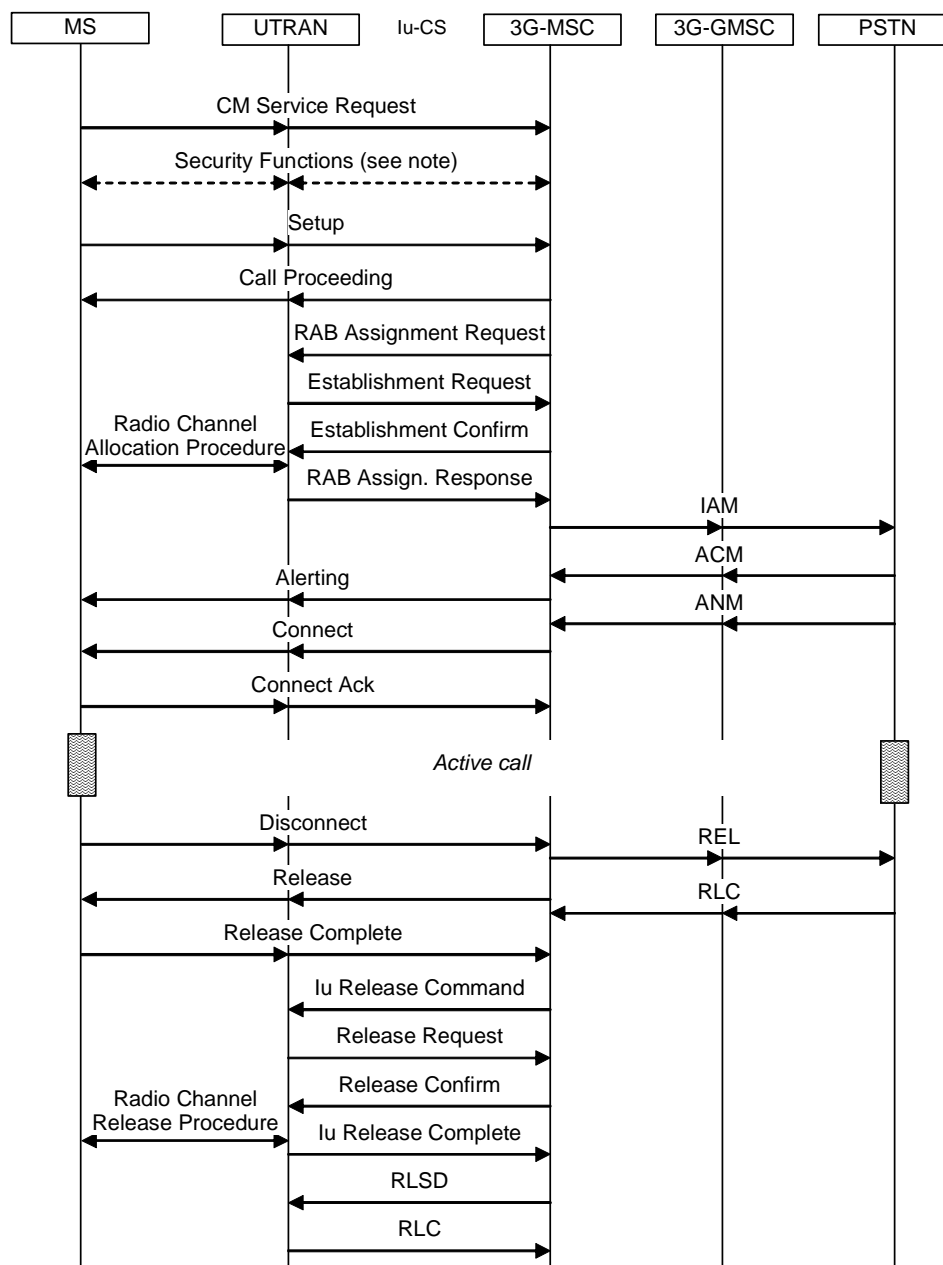 MS
UTRAN
Iu-CS
3G-MSC
3G-GMSC
PSTN
CM Service Request
Security Functions (see note)
Setup
Call Proceeding
RAB Assignment Request
Establishment Request
Radio Channel
Allocation Procedure
Establishment Confirm
RAB Assign. Response
IAM
ACM
Alerting
ANM
Connect
Connect Ack
Active call
Disconnect
REL
Release
RLC
Release Complete
Iu Release Command
Release Request
Radio Channel
Release Procedure
Release Confirm
Iu Release Complete
RLSD
RLC